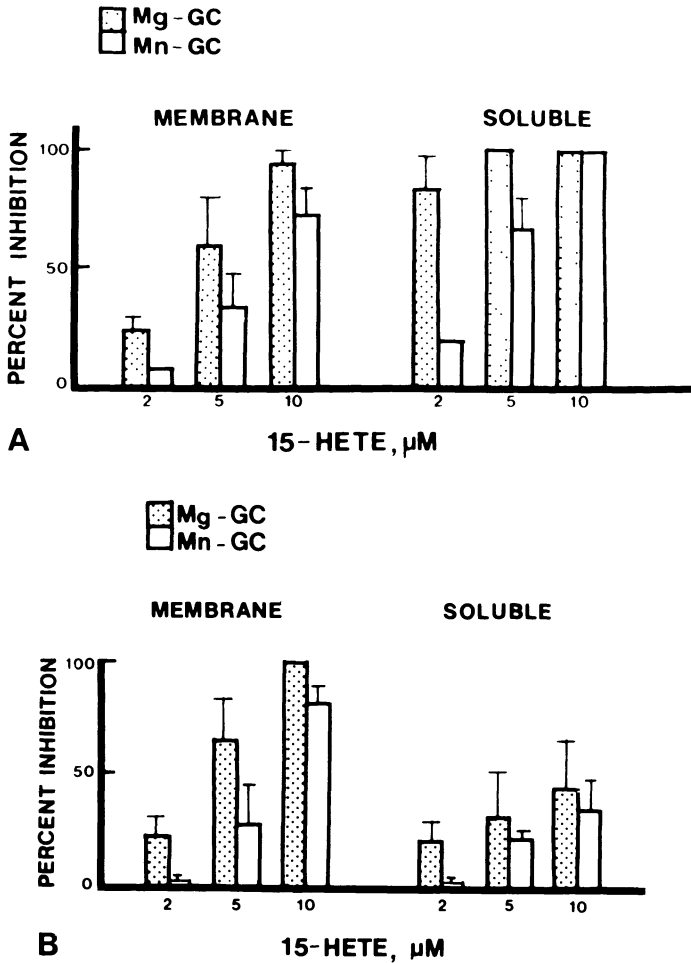 Mg-GC
Mn-GC
MEMBRANE SOLUBLE
PERCENT INHIBITION
100
50
0
2 5 10 2 5 10
A 15-HETE, µM
Mg-GC
Mn-GC
MEMBRANE SOLUBLE
PERCENT INHIBITION
100
50
0
2 5 10 2 5 10
B 15-HETE, µM